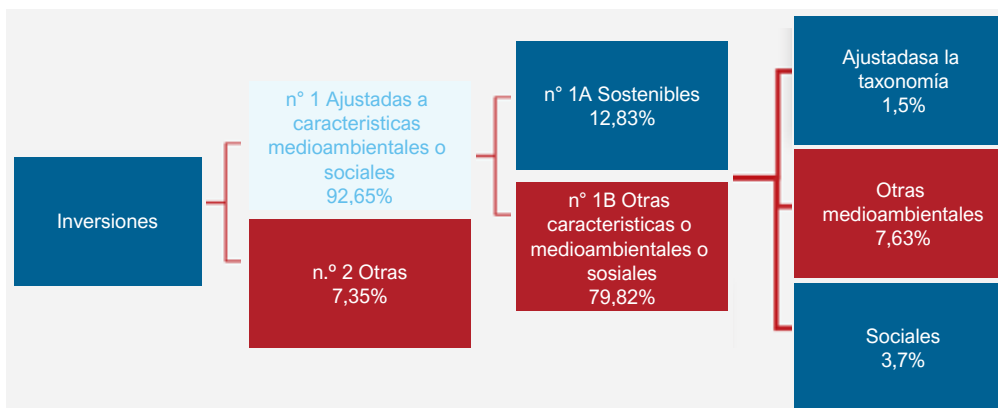 Inversiones
n° 1 Ajustadas a
caracteristicas
medioambientales o
sociales
92,65%
n.º 2 Otras
7,35%
n° 1A Sostenibles
12,83%
n° 1B Otras
caracteristicas o
medioambientales o
sosiales
79,82%
Ajustadasa la
taxonomía
1,5%
Otras
medioambientales
7,63%
Sociales
3,7%